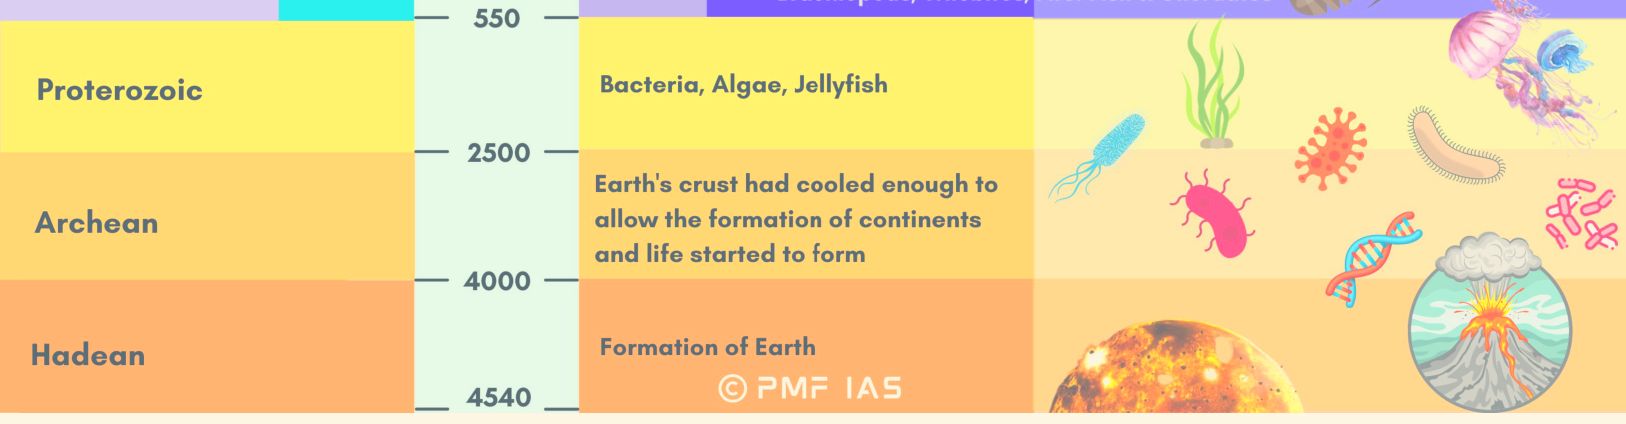 550
Proterozoic
Bacteria, Algae, Jellyfish
2500
Archean
Earth's crust had cooled enough to
allow the formation of continents
and life started to form
4000
Hadean
Formation of Earth
© PMF IAS
4540